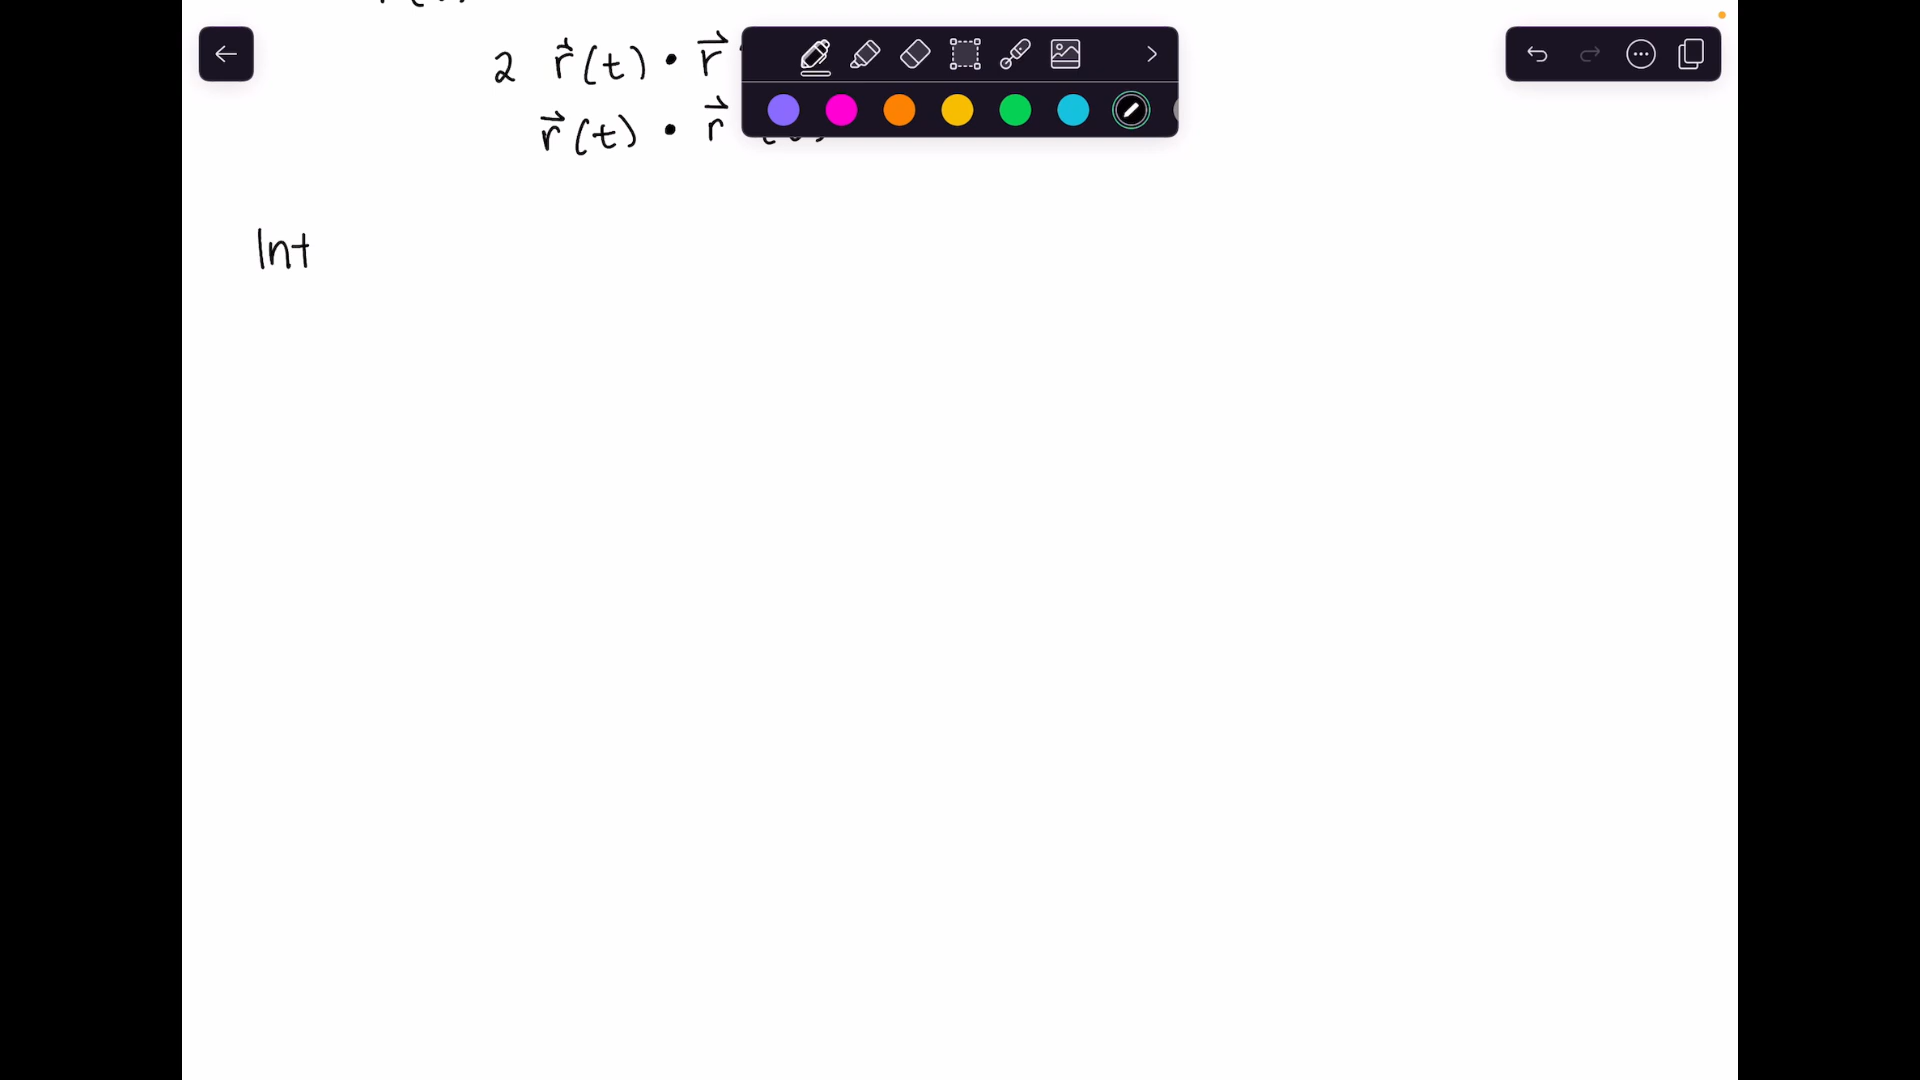 2 r⃗(t) • r⃗
r⃗(t) • r⃗
Int